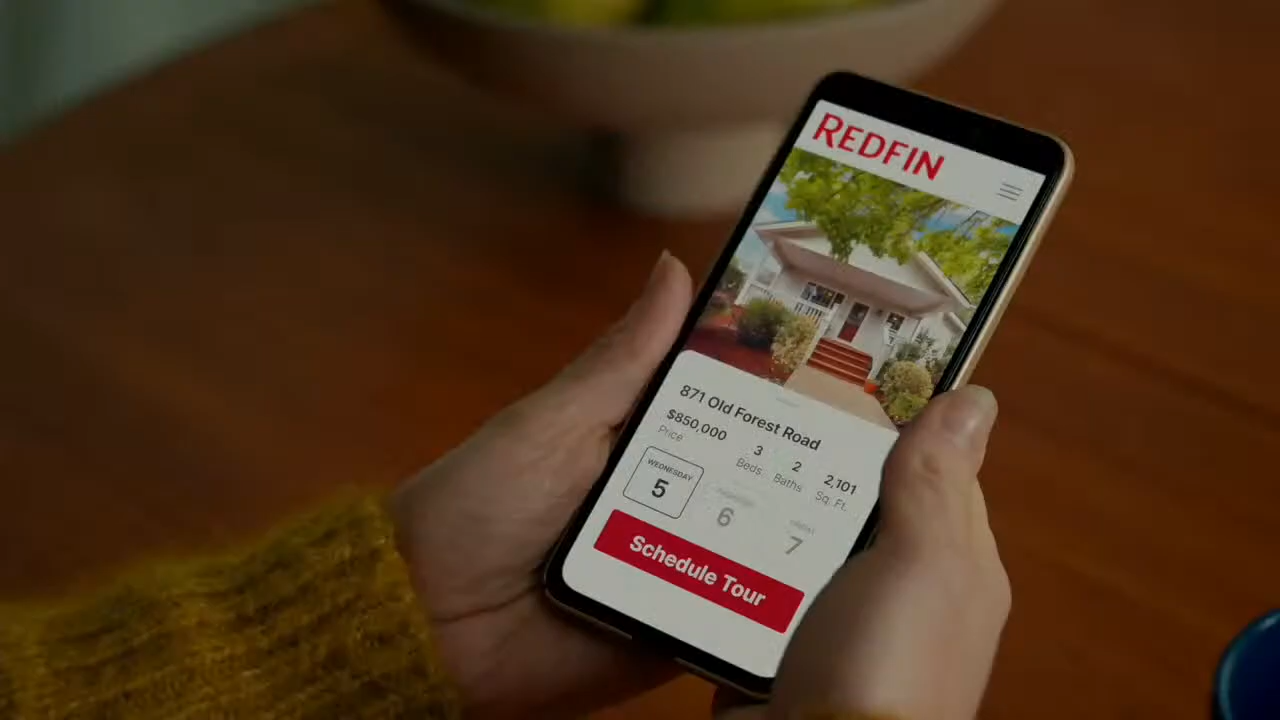 REDFIN
871 Old Forest Road
$850,000
Price
3
Beds
2
Baths
2,101
Sq. Ft.
WEDNESDAY
5
6
7
Schedule Tour